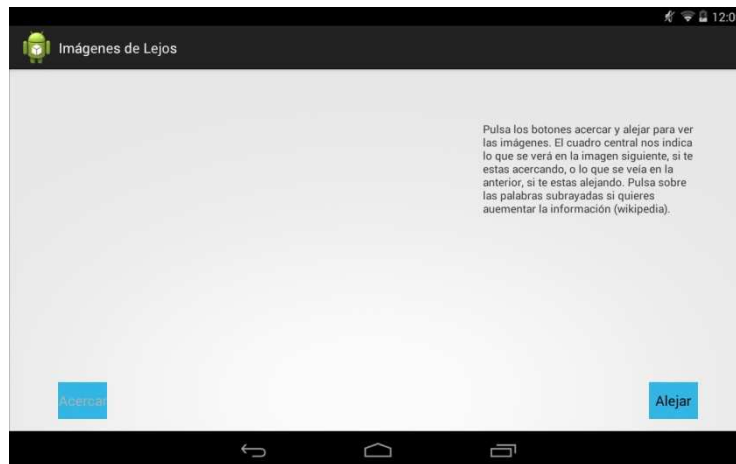 12:0
Imágenes de Lejos
Pulsa los botones acercar y alejar para ver
las imágenes. El cuadro central nos indica
lo que se verá en la imagen siguiente, si te
estas acercando, o lo que se veía en la
anterior, si te estas alejando. Pulsa sobre
las palabras subrayadas si quieres
auementar la información (wikipedia).
Acercar
Alejar